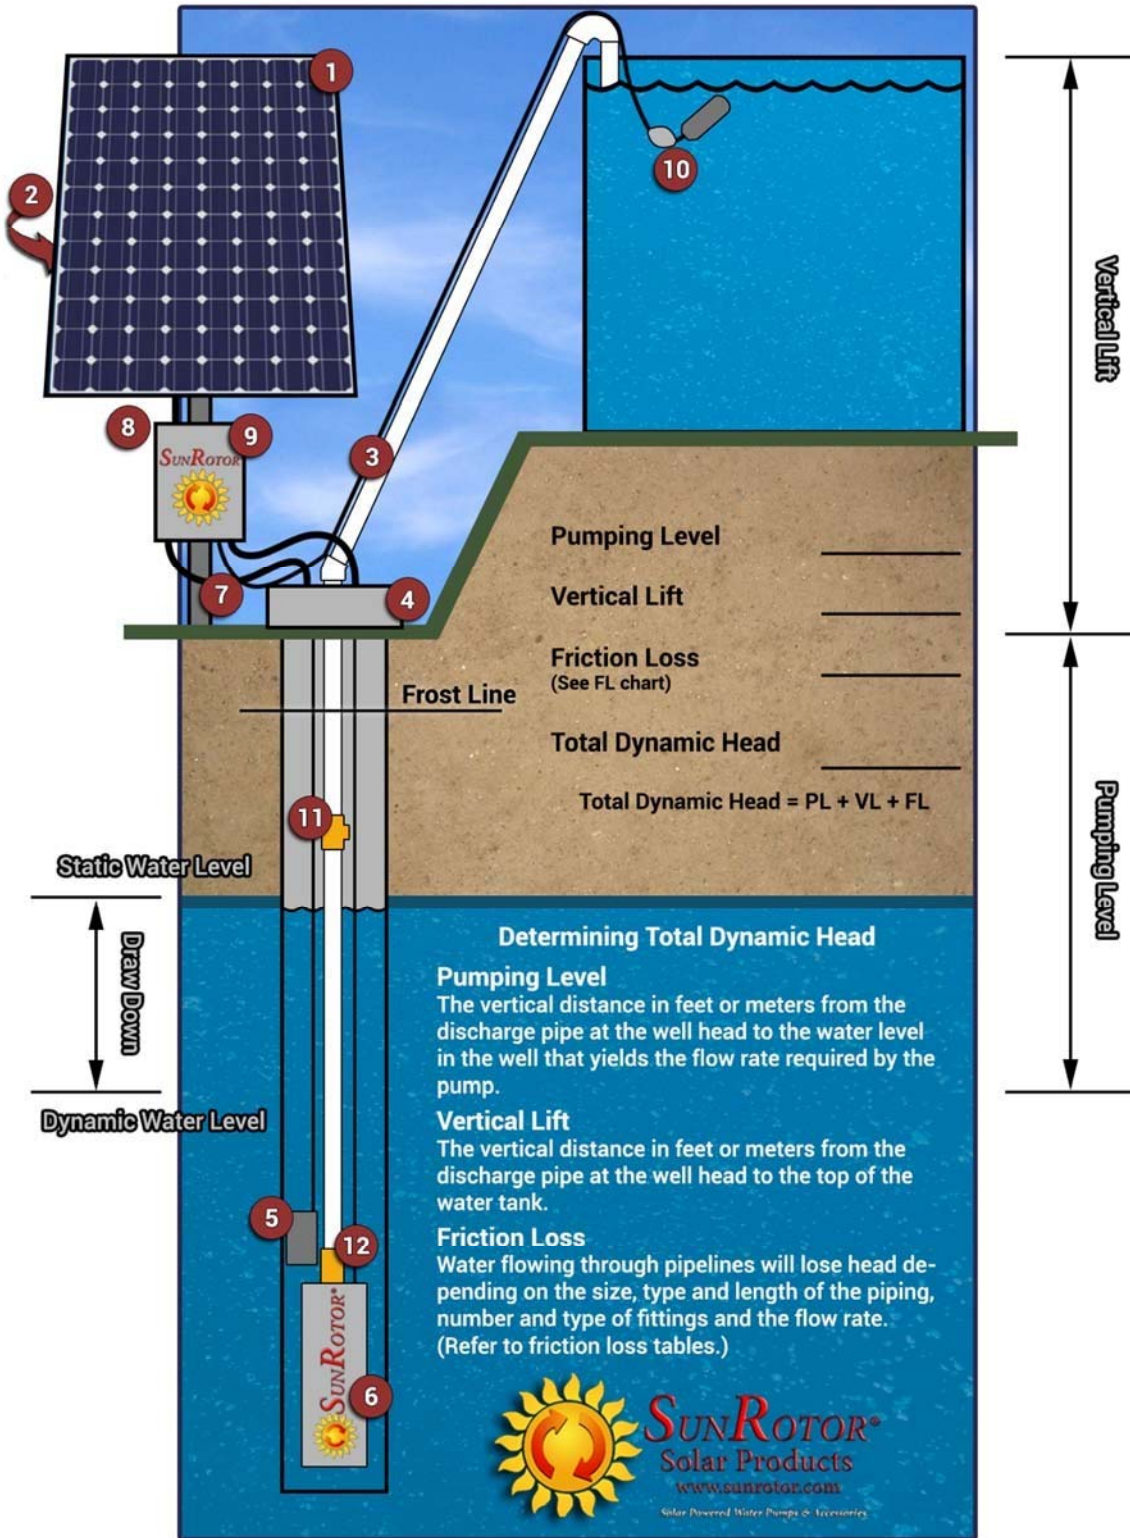 1
2
10
Vertical Lift
8
9
SUNROTOR
3
Pumping Level
Vertical Lift
Friction Loss
(See FL chart)
Total Dynamic Head
Total Dynamic Head = PL + VL + FL
7
4
Frost Line
11
Static Water Level
Draw Down
Dynamic Water Level
Pumping Level
Determining Total Dynamic Head
Pumping Level
The vertical distance in feet or meters from the
discharge pipe at the well head to the water level
in the well that yields the flow rate required by the
pump.
Vertical Lift
The vertical distance in feet or meters from the
discharge pipe at the well head to the top of the
water tank.
Friction Loss
Water flowing through pipelines will lose head de-
pending on the size, type and length of the piping,
number and type of fittings and the flow rate.
(Refer to friction loss tables.)
5
12
SUNROTOR®
6
SUNROTOR®
Solar Products
www.sunrotor.com
Solar Powered Water Pumps & Accessories